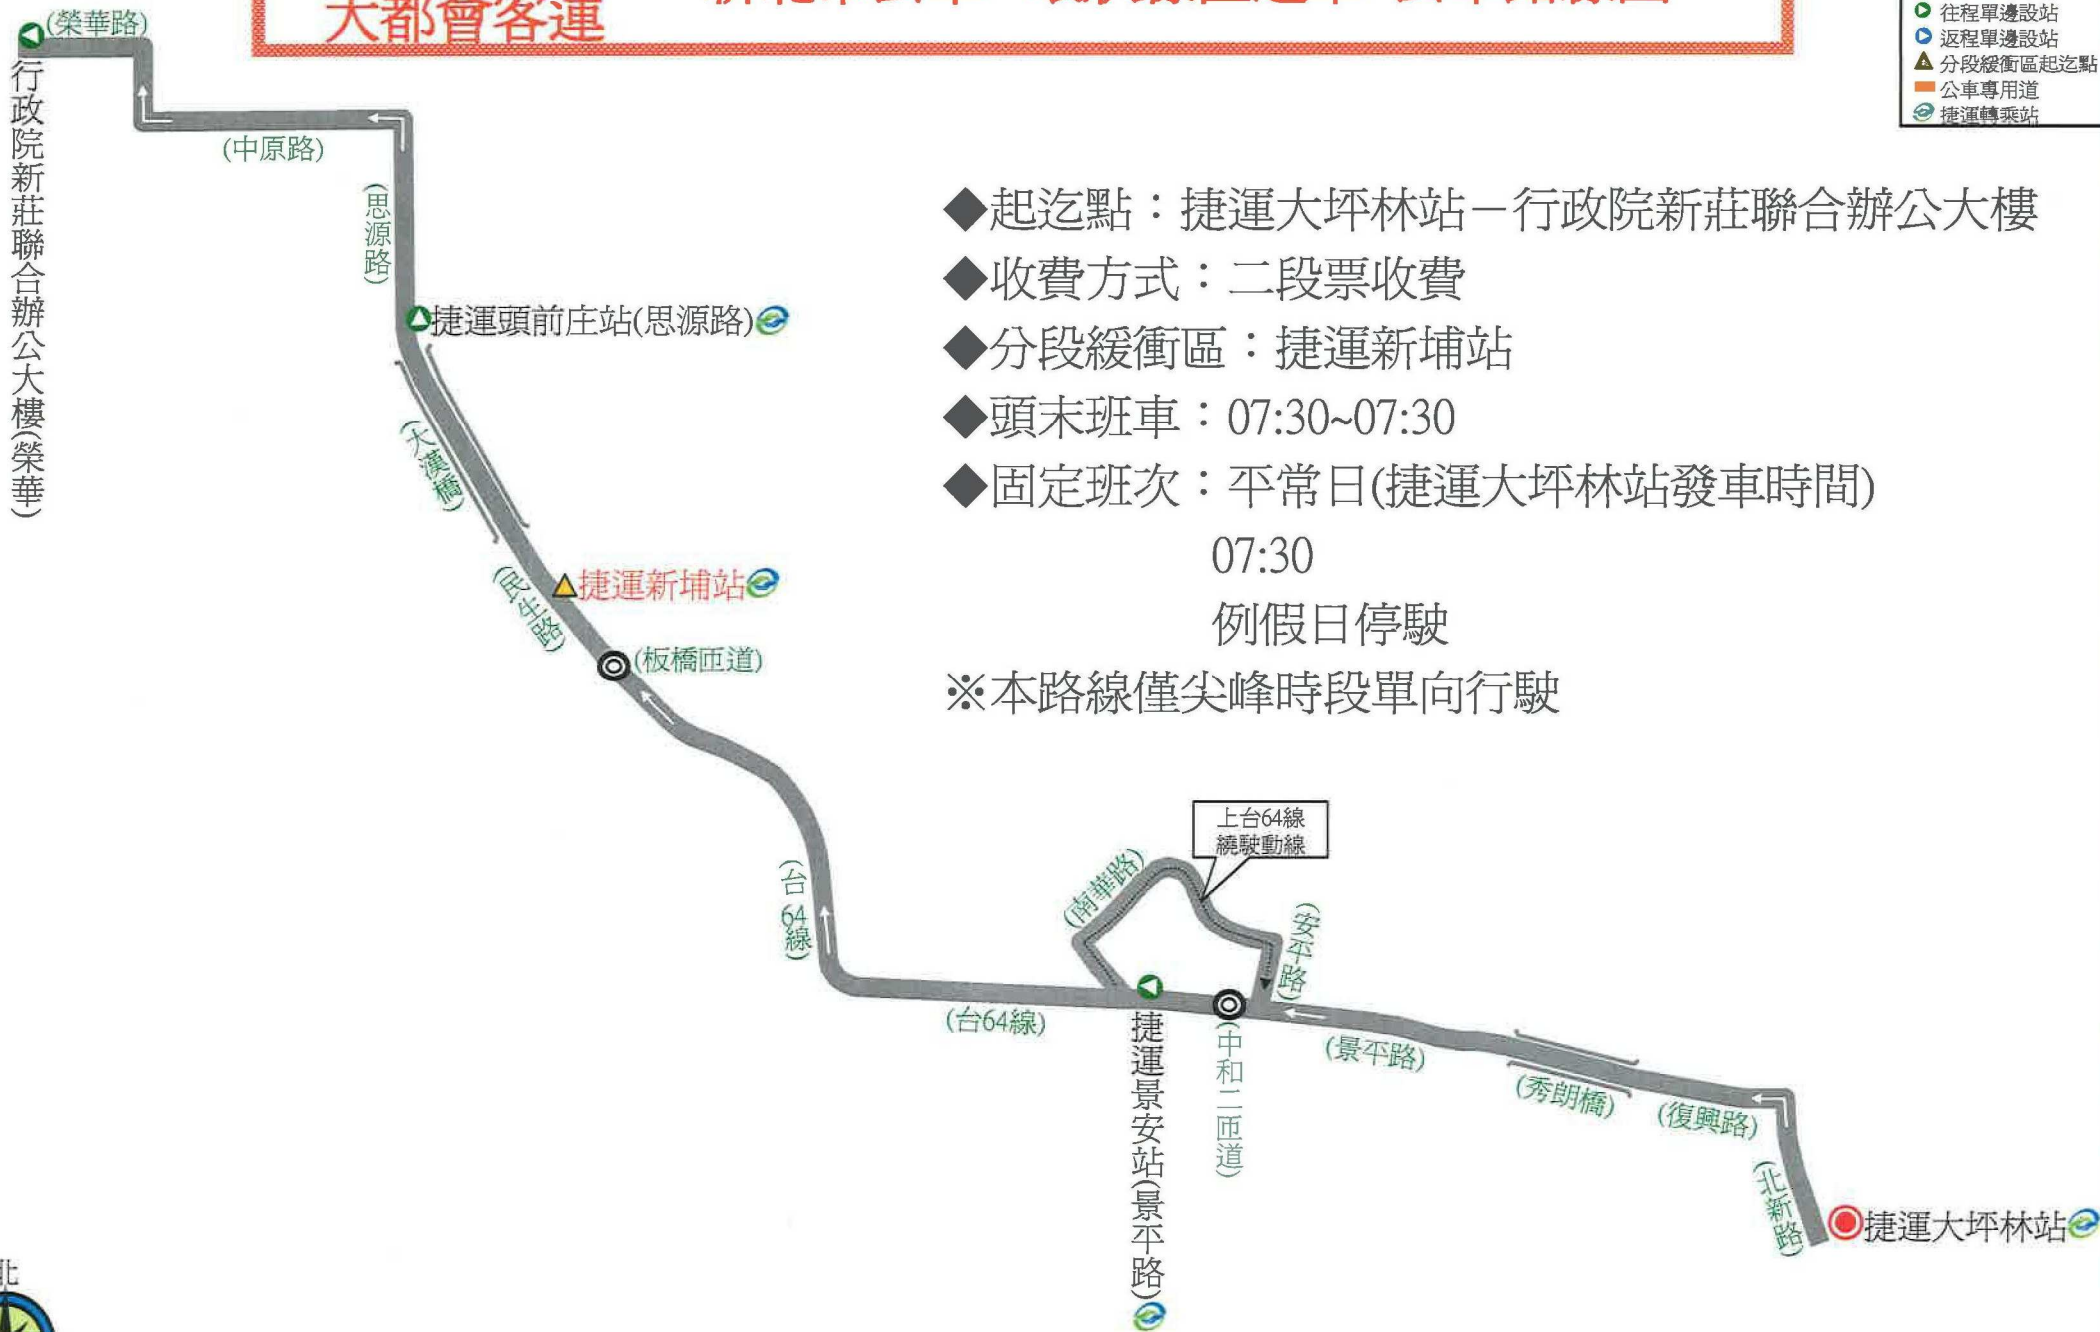 大都會客運
往程單邊設站
返程單邊設站
分段緩衝區起迄點
公車專用道
捷運轉乘站
(榮華路)
行政院新莊聯合辦公大樓(榮華)
(中原路)
(思源路)
捷運頭前庄站(思源路)
(大漢橋)
(民生路)
捷運新埔站
(板橋匝道)
◆起迄點：捷運大坪林站－行政院新莊聯合辦公大樓
◆收費方式：二段票收費
◆分段緩衝區：捷運新埔站
◆頭末班車：07:30~07:30
◆固定班次：平常日(捷運大坪林站發車時間)
07:30
例假日停駛
※本路線僅尖峰時段單向行駛
上台64線
繞駛動線
(南華路)
(安平路)
(台64線)
(台64線)
捷運景安站(景平路)
(中和二匝道)
(景平路)
(秀朗橋)
(復興路)
(北新路)
捷運大坪林站
北